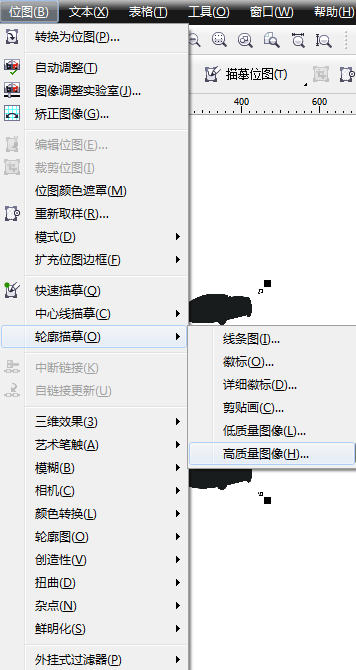 位图(B) 文本(X) 表格(T) 工具(O) 窗口(W) 帮助(H)
转换为位图(P)...
自动调整(T)
图像调整实验室(J)...
矫正图像(G)...
描摹位图(T)
400 600
编辑位图(E)...
裁剪位图(I)
位图颜色遮罩(M)
重新取样(R)...
模式(D)
扩充位图边框(F)
快速描摹(Q)
中心线描摹(C)
轮廓描摹(O)
线条图(I)...
徽标(O)...
详细徽标(D)...
剪贴画(C)...
低质量图像(L)...
高质量图像(H)...
中断链接(K)
自链接更新(U)
三维效果(3)
艺术笔触(A)
模糊(B)
相机(C)
颜色转换(L)
轮廓图(O)
创造性(V)
扭曲(D)
杂点(N)
鲜明化(S)
外挂式过滤器(P)